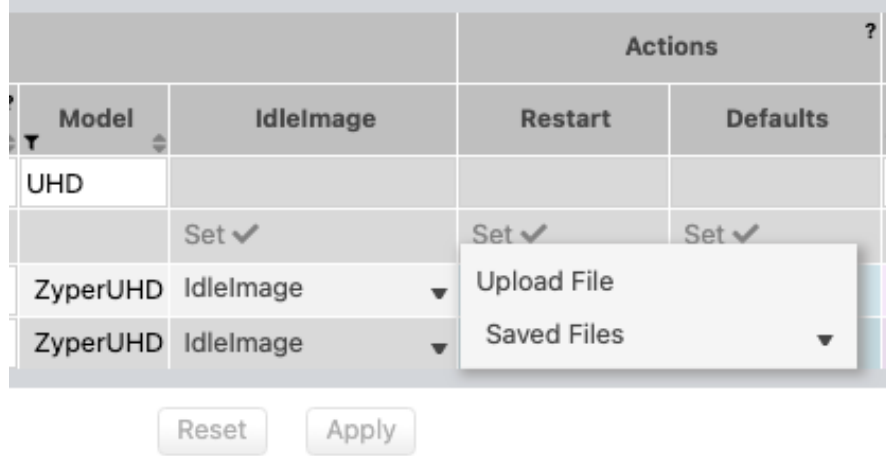 Actions ?
? Model IdleImage Restart Defaults
UHD
Set Set Set
ZyperUHD IdleImage Upload File
ZyperUHD IdleImage Saved Files
Reset Apply